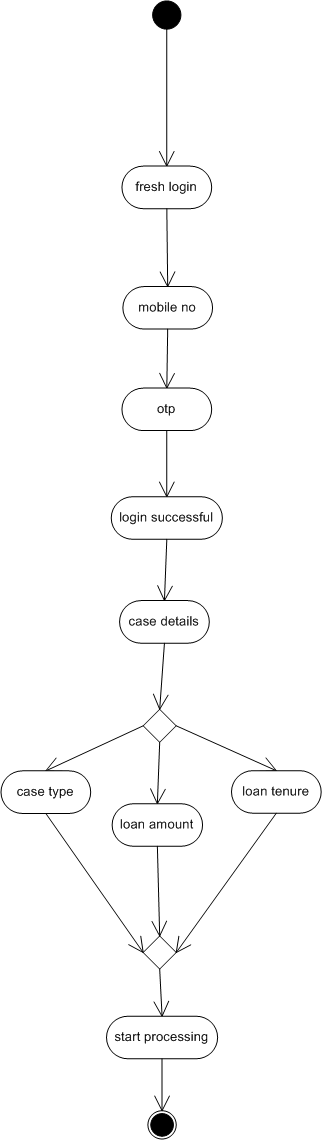 fresh login
mobile no
otp
login successful
case details
case type
loan amount
loan tenure
start processing